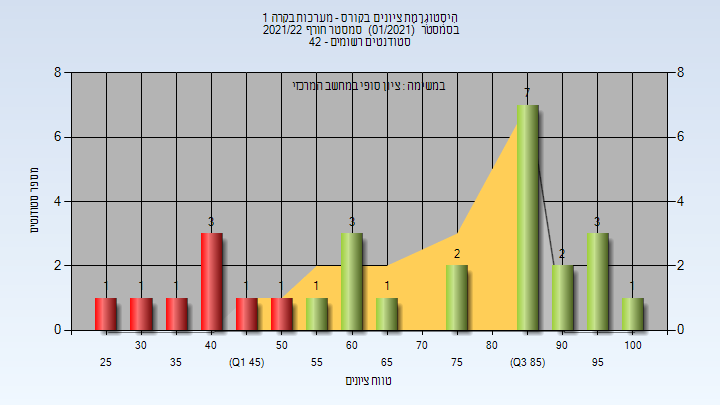 היסטוגרמת ציונים בקורס - מערכות בקרה 1
בסמסטר (01/2021) סמסטר חורף 2021/22
סטודנטים רשומים - 42
במשימה : ציון סופי במחשב המרכזי
8 8
6 6
4 4
2 2
0 0
מספר סטודנטים
1 1 1 3 1 1 1 3 1 2 7 2 3 1
30 40 50 60 70 80 90 100
25 35 (Q1 45) 55 65 75 (Q3 85) 95
טווח ציונים